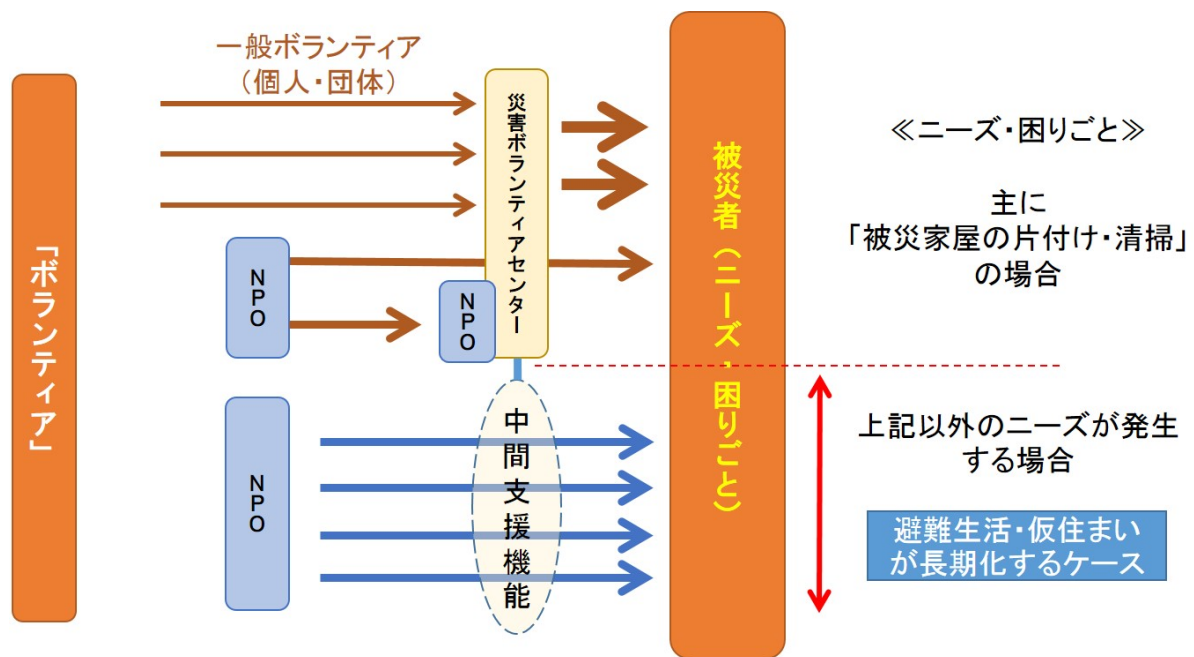 「ボランティア」
一般ボランティア
（個人・団体）
災害ボランティアセンター
NPO
NPO
NPO
中間支援機能
被災者（ニーズ・困りごと）
≪ニーズ・困りごと≫
主に
「被災家屋の片付け・清掃」
の場合
上記以外のニーズが発生
する場合
避難生活・仮住まい
が長期化するケース